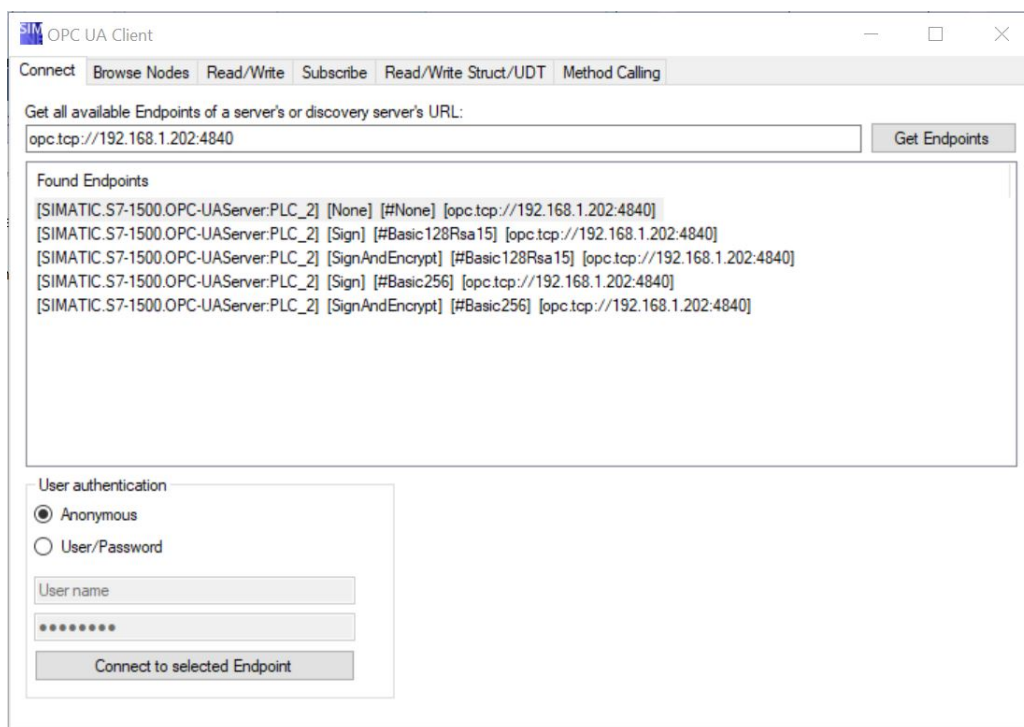 SIM OPC UA Client
Connect Browse Nodes Read/Write Subscribe Read/Write Struct/UDT Method Calling
Get all available Endpoints of a server's or discovery server's URL:
opc.tcp://192.168.1.202:4840 Get Endpoints
Found Endpoints
[SIMATIC.S7-1500.OPC-UAServer:PLC_2] [None] [#None] [opc.tcp://192.168.1.202:4840]
[SIMATIC.S7-1500.OPC-UAServer:PLC_2] [Sign] [#Basic128Rsa15] [opc.tcp://192.168.1.202:4840]
[SIMATIC.S7-1500.OPC-UAServer:PLC_2] [SignAndEncrypt] [#Basic128Rsa15] [opc.tcp://192.168.1.202:4840]
[SIMATIC.S7-1500.OPC-UAServer:PLC_2] [Sign] [#Basic256] [opc.tcp://192.168.1.202:4840]
[SIMATIC.S7-1500.OPC-UAServer:PLC_2] [SignAndEncrypt] [#Basic256] [opc.tcp://192.168.1.202:4840]
User authentication
Anonymous
User/Password
User name
●●●●●●●●
Connect to selected Endpoint